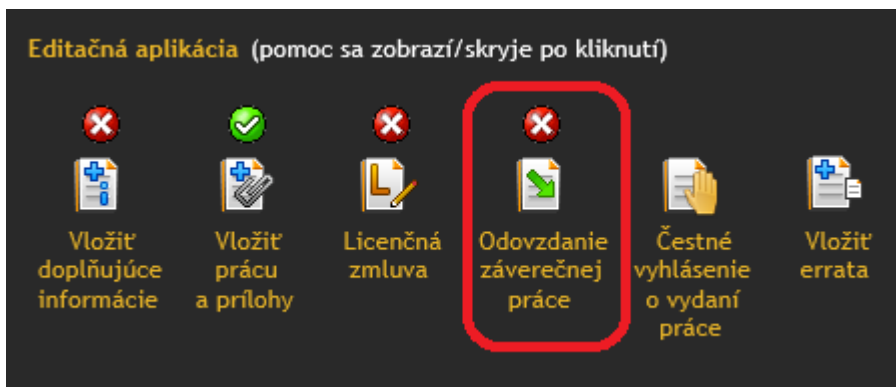 Editačná aplikácia (pomoc sa zobrazí/skryje po kliknutí)
Vložiť
doplňujúce
informácie
Vložiť
prácu
a prílohy
Licenčná
zmluva
Odovzdanie
záverečnej
práce
Čestné
vyhlásenie
o vydaní
práce
Vložiť
errata